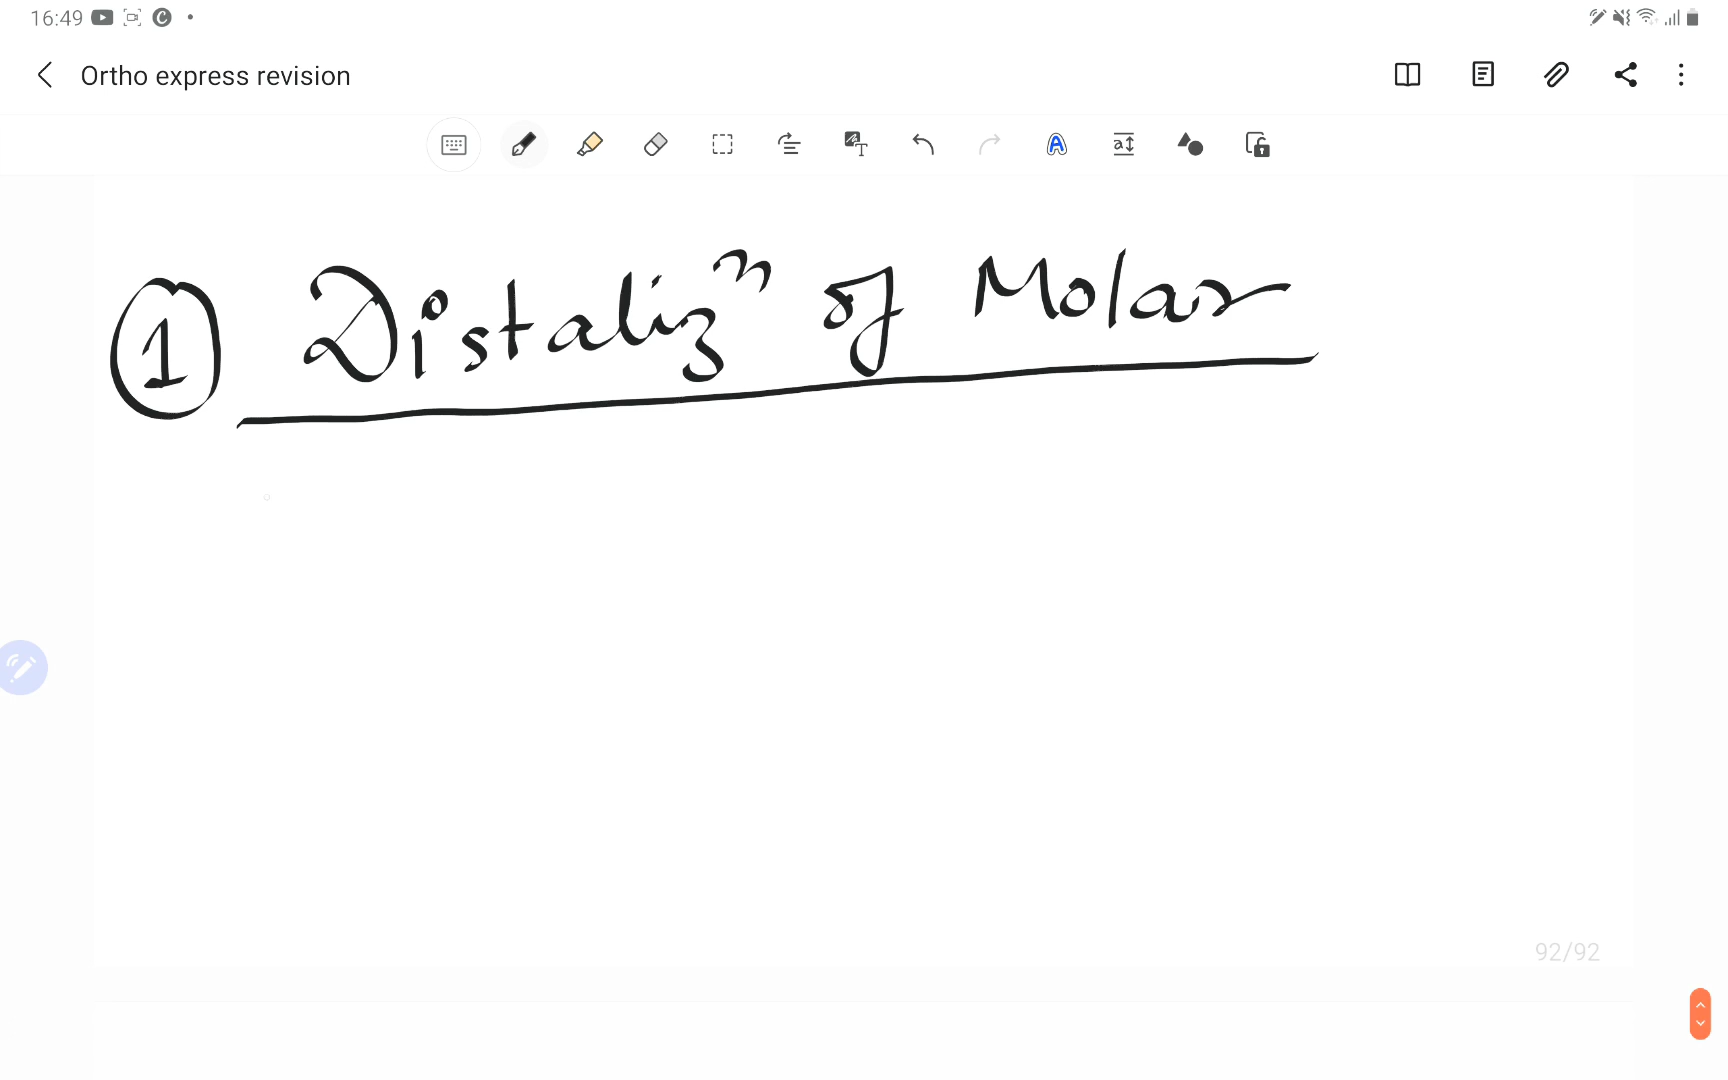 16:49
Ortho express revision
① Distalizⁿ of Molar
92/92